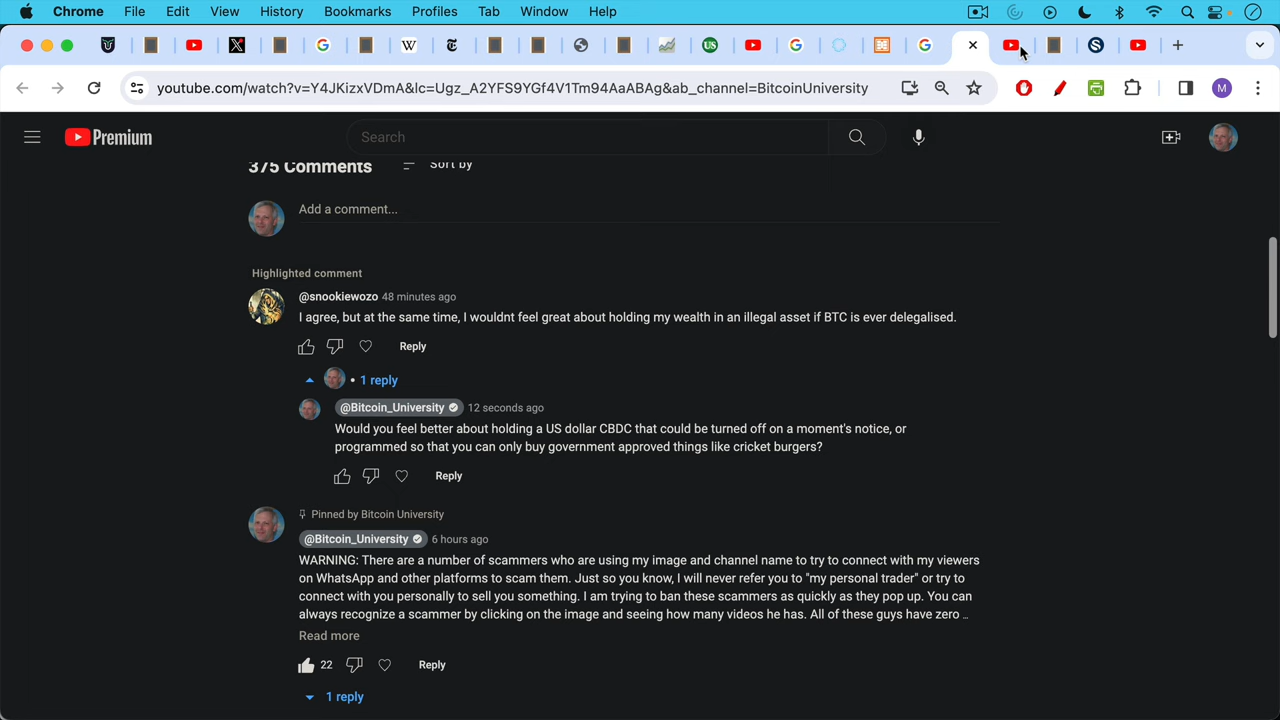 Chrome File Edit View History Bookmarks Profiles Tab Window Help
youtube.com/watch?v=Y4JKizxVDmA&lc=Ugz_A2YFS9YGf4V1Tm94AaABAg&ab_channel=BitcoinUniversity
M
Premium
Search
375 Comments Sort by
Add a comment...
Highlighted comment
@snookiewozo 48 minutes ago
I agree, but at the same time, I wouldnt feel great about holding my wealth in an illegal asset if BTC is ever delegalised.
Reply
• 1 reply
@Bitcoin_University 12 seconds ago
Would you feel better about holding a US dollar CBDC that could be turned off on a moment's notice, or
programmed so that you can only buy government approved things like cricket burgers?
Reply
Pinned by Bitcoin University
@Bitcoin_University 6 hours ago
WARNING: There are a number of scammers who are using my image and channel name to try to connect with my viewers
on WhatsApp and other platforms to scam them. Just so you know, I will never refer you to "my personal trader" or try to
connect with you personally to sell you something. I am trying to ban these scammers as quickly as they pop up. You can
always recognize a scammer by clicking on the image and seeing how many videos he has. All of these guys have zero …
Read more
22 Reply
1 reply